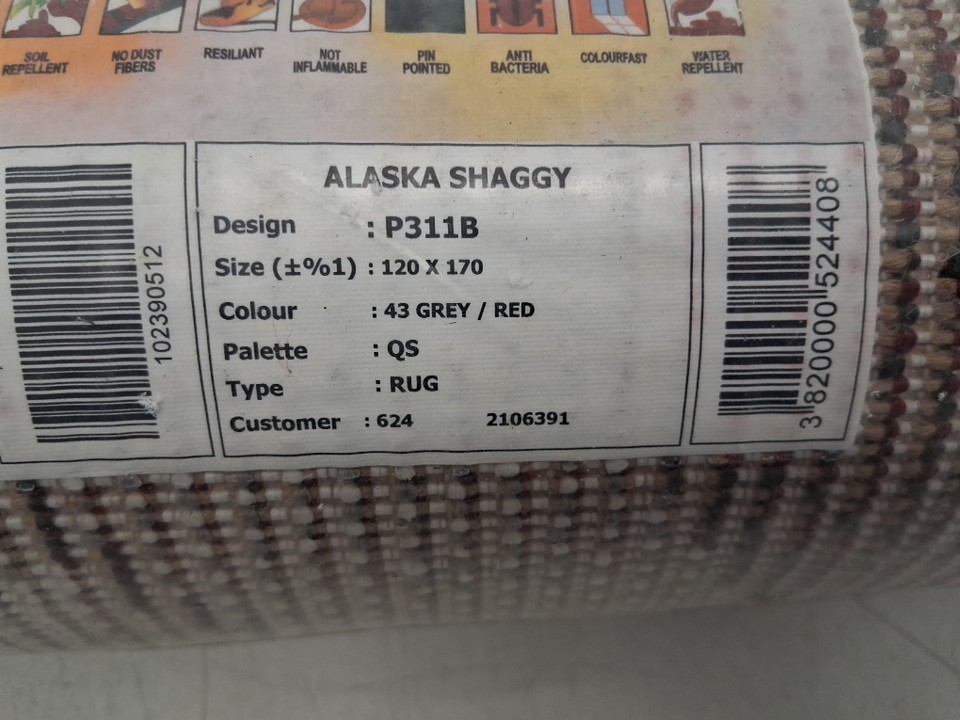 SOIL REPELLENT
NO DUST FIBERS
RESILIANT
NOT INFLAMMABLE
PIN POINTED
ANTI BACTERIA
COLOURFAST
WATER REPELLENT
ALASKA SHAGGY
Design : P311B
Size (±%1) : 120 X 170
Colour : 43 GREY / RED
Palette : QS
Type : RUG
Customer : 624 2106391
102390512
3 820000 524408